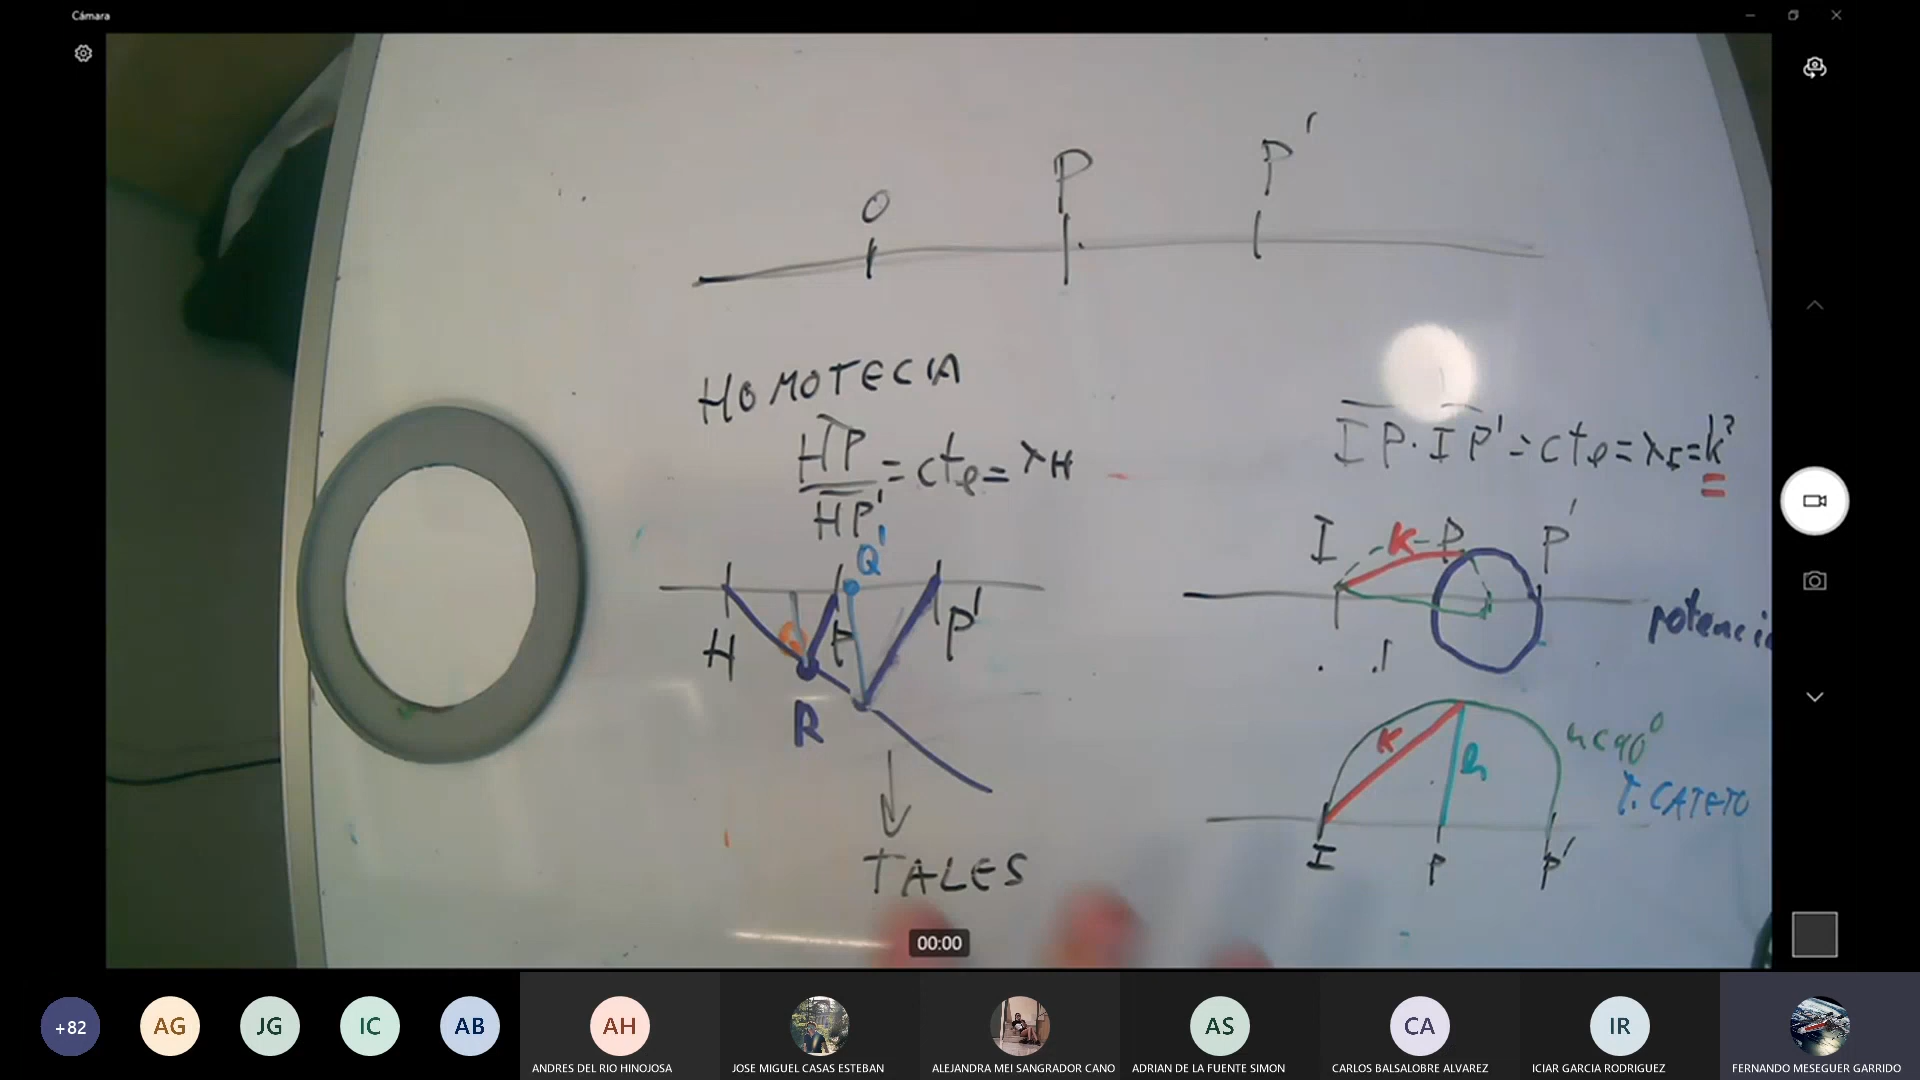 Cámara
O P P'
HOMOTECIA
HP
HP'
= cte = λH
IP · IP' = cte = λI = k²
Q'
H P P'
R
TALES
I K P P'
potenci
K h
I P P'
T. CATETO
00:00
+82 AG JG IC AB AH AS CA IR
ANDRES DEL RIO HINOJOSA
JOSE MIGUEL CASAS ESTEBAN
ALEJANDRA MEI SANGRADOR CANO
ADRIAN DE LA FUENTE SIMON
CARLOS BALSALOBRE ALVAREZ
ICIAR GARCIA RODRIGUEZ
FERNANDO MESEGUER GARRIDO